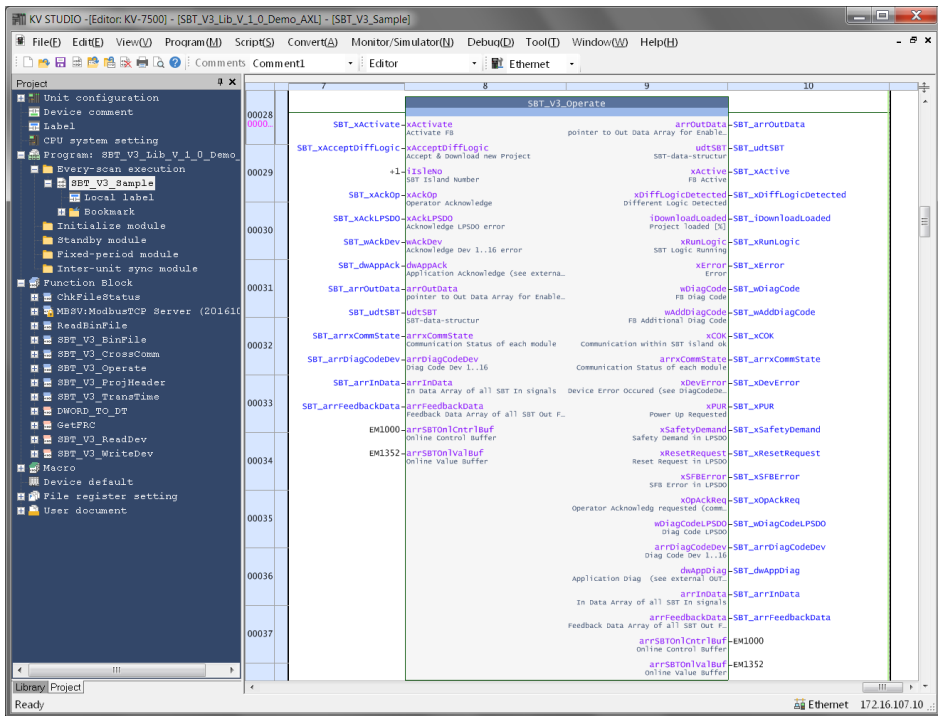 KV STUDIO -[Editor: KV-7500] - [SBT_V3_Lib_V_1_0_Demo_AXL] - [SBT_V3_Sample]
File(F) Edit(E) View(V) Program(M) Script(S) Convert(A) Monitor/Simulator(N) Debug(D) Tool(T) Window(W) Help(H)
Comments Comment1 Editor Ethernet
Project
Unit configuration
Device comment
Label
CPU system setting
Program: SBT_V3_Lib_V_1_0_Demo_
Every-scan execution
SBT_V3_Sample
Local label
Bookmark
Initialize module
Standby module
Fixed-period module
Inter-unit sync module
Function Block
ChkFileStatus
MBSV:ModbusTCP Server (20161
ReadBinFile
SBT_V3_BinFile
SBT_V3_CrossComm
SBT_V3_Operate
SBT_V3_ProjHeader
SBT_V3_TransTime
DWORD_TO_DT
GetFRC
SBT_V3_ReadDev
SBT_V3_WriteDev
Macro
Device default
File register setting
User document
Library Project
7 8 9 10
SBT_V3_Operate
00028
0000...
SBT_xActivate xActivate arrOutData SBT_arrOutData
Activate FB pointer to Out Data Array for Enable…
SBT_xAcceptDiffLogic xAcceptDiffLogic udtSBT SBT_udtSBT
Accept & Download new Project SBT-data-structur
00029
+1 iIsleNo xActive SBT_xActive
SBT Island Number FB Active
SBT_xAckOp xAckOp xDiffLogicDetected SBT_xDiffLogicDetected
Operator Acknowledge Different Logic Detected
00030
SBT_xAckLPSDO xAckLPSDO iDownloadLoaded SBT_iDownloadLoaded
Acknowledge LPSDO error Project loaded [%]
SBT_wAckDev wAckDev xRunLogic SBT_xRunLogic
Acknowledge Dev 1..16 error SBT Logic Running
00031
SBT_dwAppAck dwAppAck xError SBT_xError
Application Acknowledge (see externa… Error
SBT_arrOutData arrOutData wDiagCode SBT_wDiagCode
pointer to Out Data Array for Enable… FB Diag Code
SBT_udtSBT udtSBT wAddDiagCode SBT_wAddDiagCode
SBT-data-structur FB Additional Diag Code
00032
SBT_arrxCommState arrxCommState xCOK SBT_xCOK
Communication Status of each module Communication within SBT island ok
SBT_arrDiagCodeDev arrDiagCodeDev arrxCommState SBT_arrxCommState
Diag Code Dev 1..16 Communication Status of each module
00033
SBT_arrInData arrInData xDevError SBT_xDevError
In Data Array of all SBT In signals Device Error Occured (see DiagCodeDe…
SBT_arrFeedbackData arrFeedbackData xPUR SBT_xPUR
Feedback Data Array of all SBT Out F… Power Up Requested
EM1000 arrSBTOnlCntrlBuf xSafetyDemand SBT_xSafetyDemand
Online Control Buffer Safety Demand in LPSDO
00034
EM1352 arrSBTOnlValBuf xResetRequest SBT_xResetRequest
Online Value Buffer Reset Request in LPSDO
xSFBError SBT_xSFBError
SFB Error in LPSDO
00035
xOpAckReq SBT_xOpAckReq
Operator Acknowledg requested (comm…
wDiagCodeLPSDO SBT_wDiagCodeLPSDO
Diag Code LPSDO
arrDiagCodeDev SBT_arrDiagCodeDev
Diag Code Dev 1..16
00036
dwAppDiag SBT_dwAppDiag
Application Diag (see external OUT…
arrInData SBT_arrInData
In Data Array of all SBT In signals
00037
arrFeedbackData SBT_arrFeedbackData
Feedback Data Array of all SBT Out F…
arrSBTOnlCntrlBuf EM1000
Online Control Buffer
arrSBTOnlValBuf EM1352
Online Value Buffer
Ready Ethernet 172.16.107.10